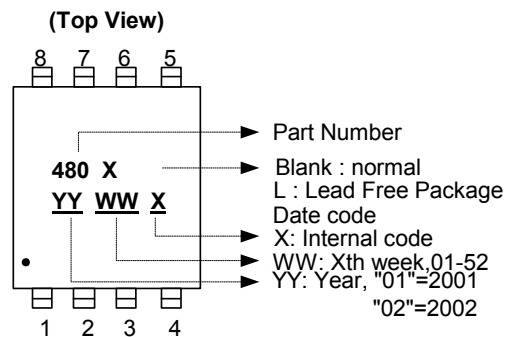 (Top View)
8 7 6 5
Part Number
480 X
Blank : normal
L : Lead Free Package
YY WW X
Date code
X: Internal code
WW: Xth week,01-52
YY: Year, "01"=2001
"02"=2002
1 2 3 4